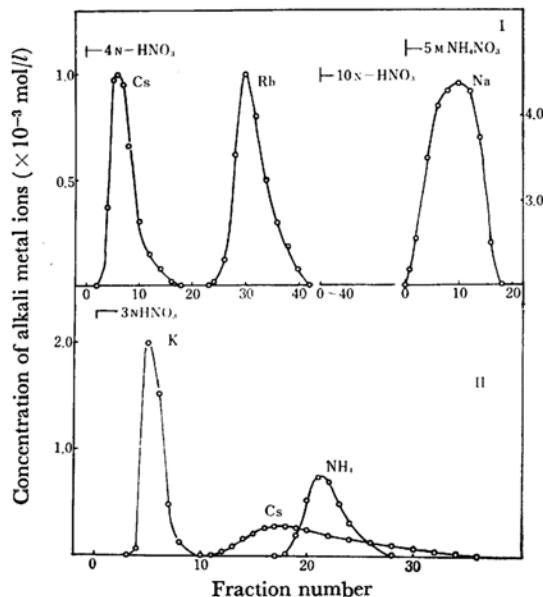 Concentration of alkali metal ions (×10⁻³ mol/l)
I
4N−HNO₃
10N−HNO₃
5M NH₄NO₃
Cs
Rb
Na
1.0
0.5
4.0
3.0
0 10 20 30 40 0 ~40 0 10 20
3NHNO₃
K
II
2.0
1.0
NH₄
Cs
0 10 20 30
Fraction number